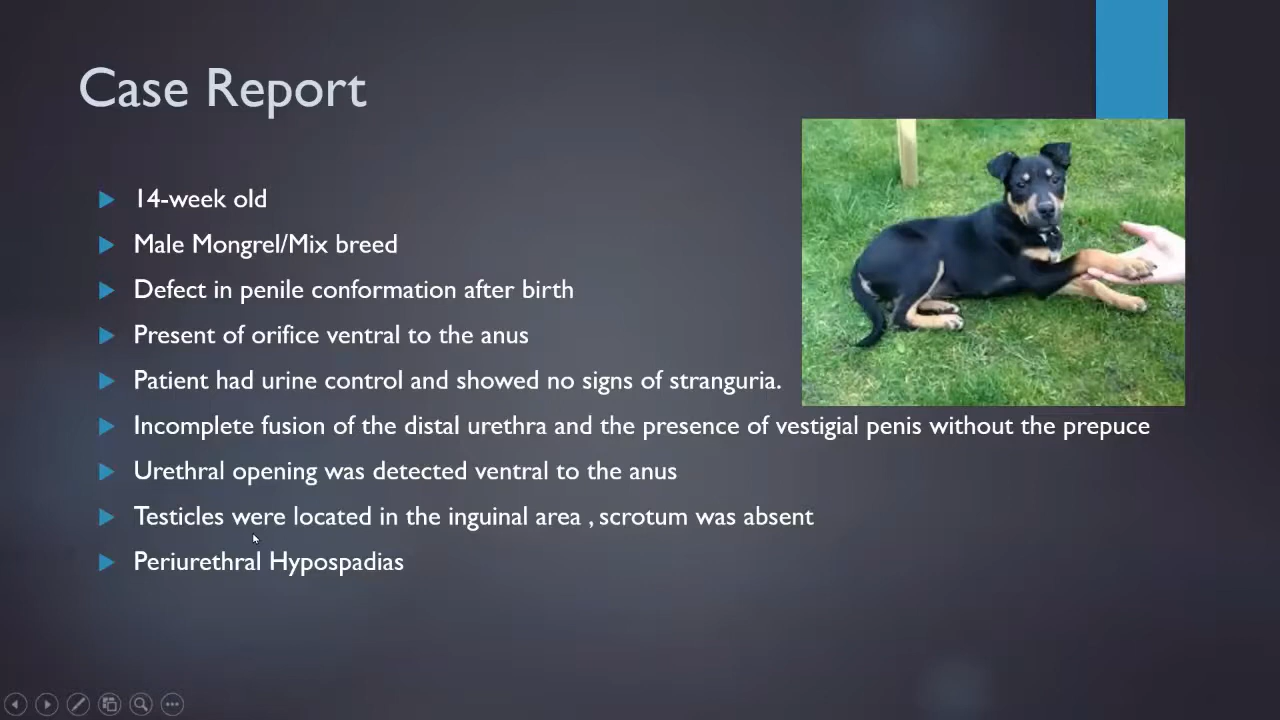 Case Report
14-week old
Male Mongrel/Mix breed
Defect in penile conformation after birth
Present of orifice ventral to the anus
Patient had urine control and showed no signs of stranguria.
Incomplete fusion of the distal urethra and the presence of vestigial penis without the prepuce
Urethral opening was detected ventral to the anus
Testicles were located in the inguinal area , scrotum was absent
Periurethral Hypospadias